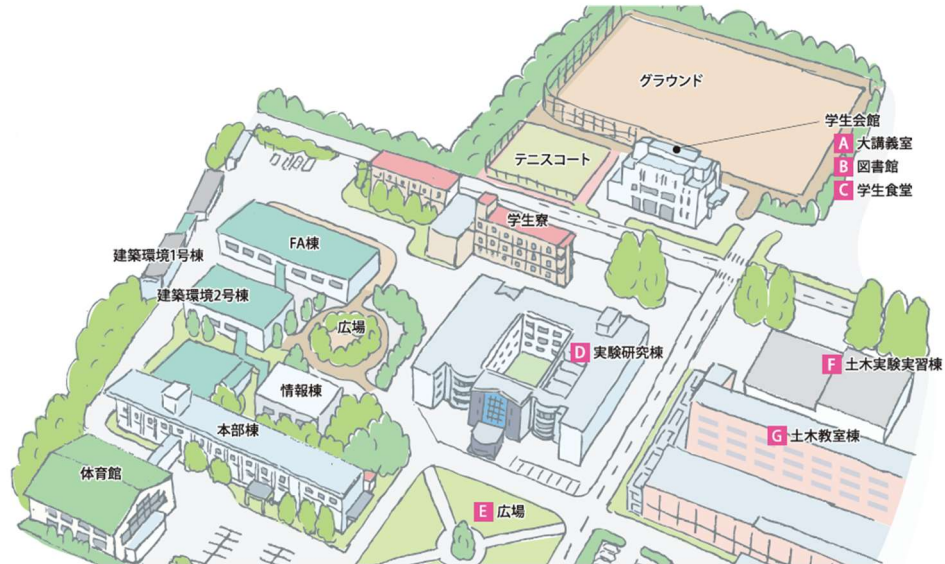 グラウンド
学生会館
A 大講義室
B 図書館
C 学生食堂
テニスコート
学生寮
FA棟
建築環境1号棟
建築環境2号棟
広場
D 実験研究棟
F 土木実験実習棟
情報棟
本部棟
G 土木教室棟
体育館
E 広場